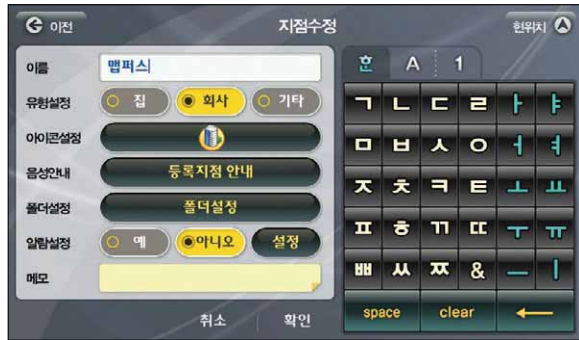 이전 지점수정 현위치
이름 맵퍼스
유형설정 집 회사 기타
아이콘설정
음성안내 등록지점 안내
폴더설정 폴더설정
알람설정 예 아니오 설정
메모
취소 확인
한 A 1
ㄱ ㄴ ㄷ ㄹ ㅏ ㅑ
ㅁ ㅂ ㅅ ㅇ ㅓ ㅕ
ㅈ ㅊ ㅋ ㅌ ㅗ ㅛ
ㅍ ㅎ ㄲ ㄸ ㅜ ㅠ
ㅃ ㅆ ㅉ & ㅡ ㅣ
space clear ←